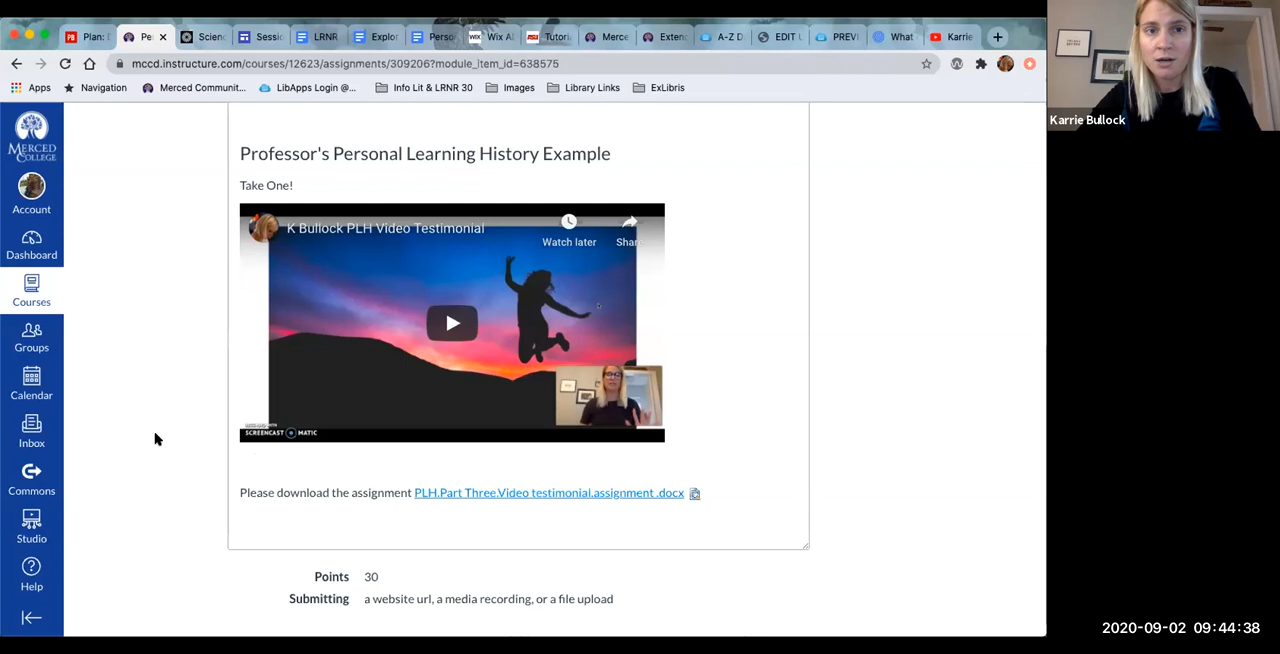 Plan:
Pe
Scien
Sessi
LRNR
Explor
Perso
WIX Wix A
ASU Tutori
Merce
Exten
A-Z D
EDIT
PREVI
What
Karrie
mccd.instructure.com/courses/12623/assignments/309206?module_item_id=638575
Apps
Navigation
Merced Communit...
LibApps Login @...
Info Lit & LRNR 30
Images
Library Links
ExLibris
Karrie Bullock
MERCED
COLLEGE
Account
Dashboard
Courses
Groups
Calendar
Inbox
Commons
Studio
Help
Professor's Personal Learning History Example
Take One!
K Bullock PLH Video Testimonial
Watch later
Share
SCREENCAST MATIC
Please download the assignment PLH.Part Three.Video testimonial.assignment .docx
Points 30
Submitting a website url, a media recording, or a file upload
2020-09-02 09:44:38